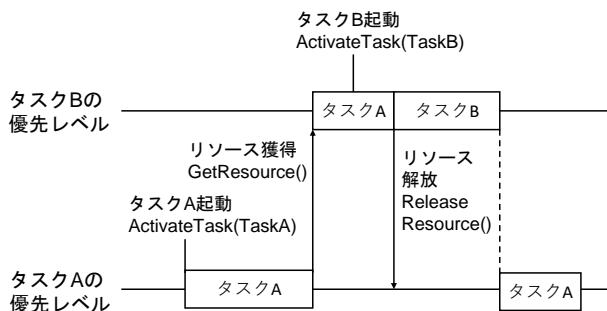 タスクB起動
ActivateTask(TaskB)
タスクBの
優先レベル
タスクA
タスクB
リソース獲得
GetResource()
リソース
解放
Release
Resource()
タスクA起動
ActivateTask(TaskA)
タスクAの
優先レベル
タスクA
タスクA